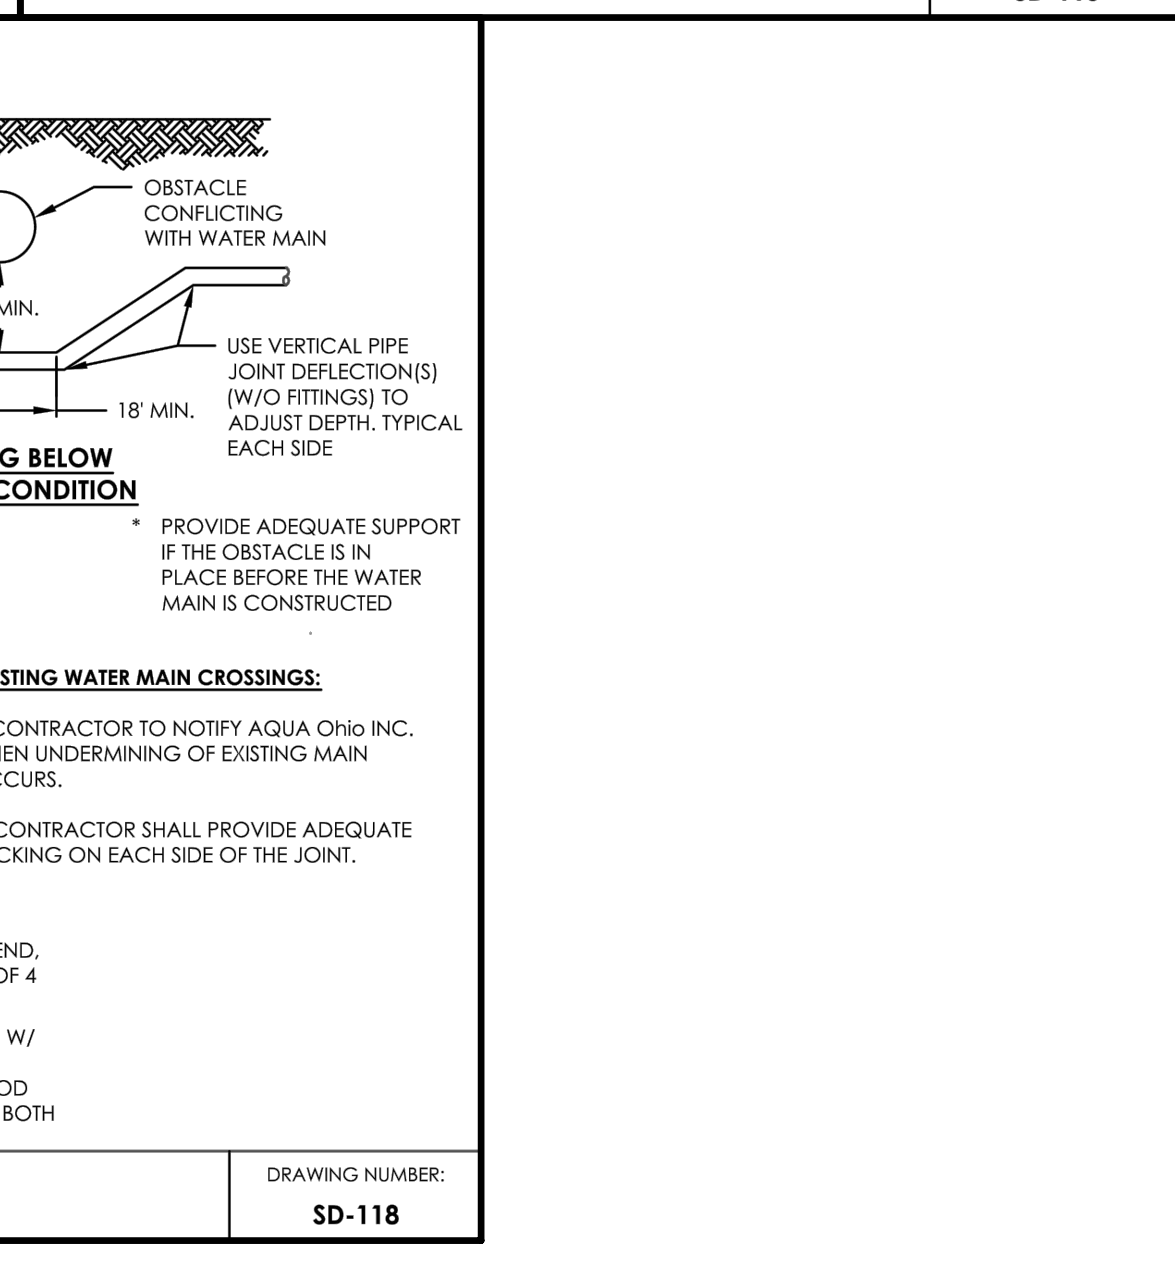 OBSTACLE
CONFLICTING
WITH WATER MAIN
MIN.
USE VERTICAL PIPE
JOINT DEFLECTION(S)
(W/O FITTINGS) TO
ADJUST DEPTH. TYPICAL
EACH SIDE
18' MIN.
G BELOW
CONDITION
* PROVIDE ADEQUATE SUPPORT
IF THE OBSTACLE IS IN
PLACE BEFORE THE WATER
MAIN IS CONSTRUCTED
STING WATER MAIN CROSSINGS:
CONTRACTOR TO NOTIFY AQUA Ohio INC.
EN UNDERMINING OF EXISTING MAIN
CCURS.
CONTRACTOR SHALL PROVIDE ADEQUATE
CKING ON EACH SIDE OF THE JOINT.
END,
OF 4
W/
OD
BOTH
DRAWING NUMBER:
SD-118